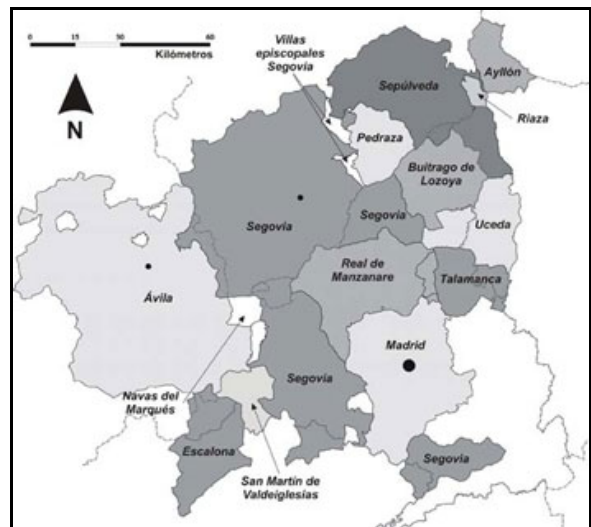 0 15 30 60
Kilómetros
N
Villas
episcopales
Segovia
Sepúlveda
Ayllón
Riaza
Pedraza
Buitrago de
Lozoya
Segovia
Segovia
Uceda
Real de
Manzanare
Talamanca
Ávila
Madrid
Navas del
Marqués
Segovia
Escalona
San Martín de
Valdeiglesias
Segovia